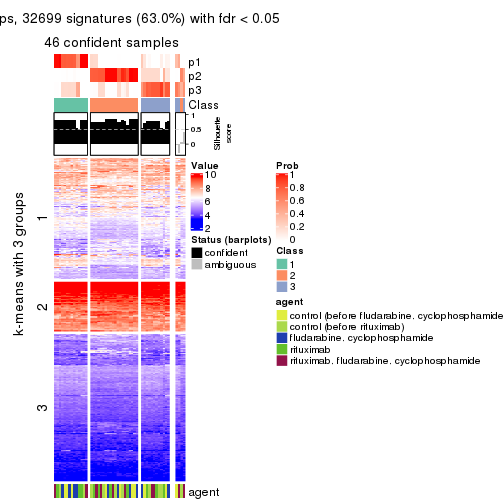 ps, 32699 signatures (63.0%) with fdr < 0.05
46 confident samples
p1
p2
p3
Class
1
0.5
0
Silhouette
score
k-means with 3 groups
1
2
3
agent
Value
10
8
6
4
2
Status (barplots)
confident
ambiguous
Prob
1
0.8
0.6
0.4
0.2
0
Class
1
2
3
agent
control (before fludarabine. cyclophosphamide
control (before rituximab)
fludarabine. cyclophosphamide
rituximab
rituximab. fludarabine. cyclophosphamide